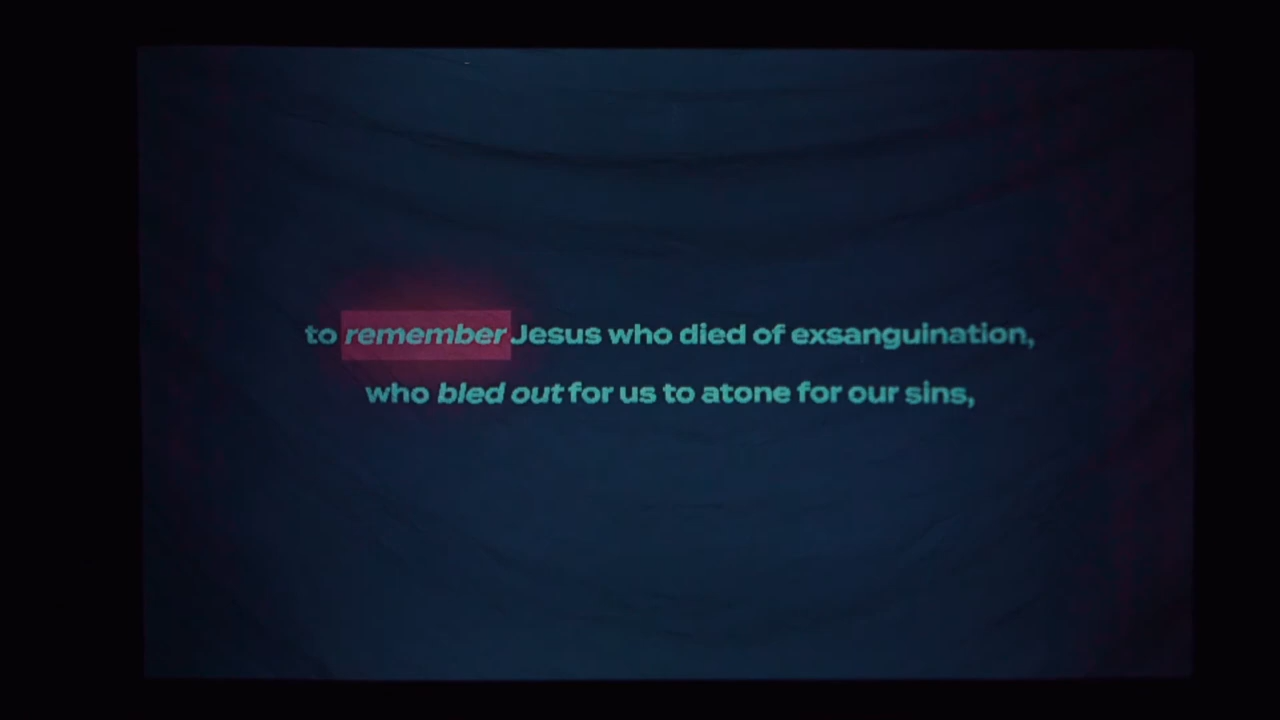 to remember Jesus who died of exsanguination,
who bled out for us to atone for our sins,